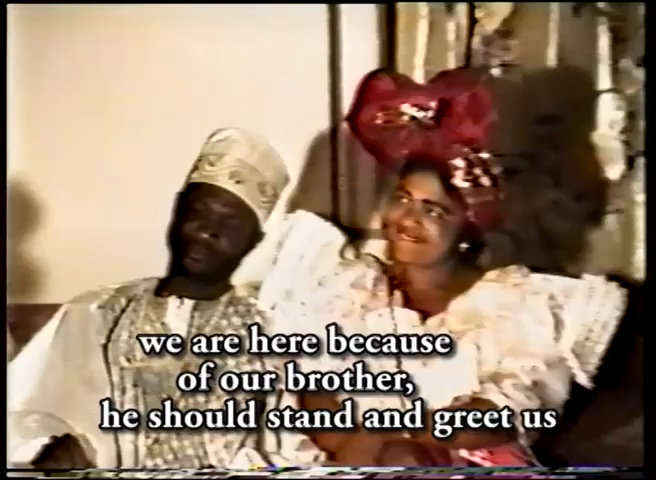 we are here because
of our brother,
he should stand and greet us